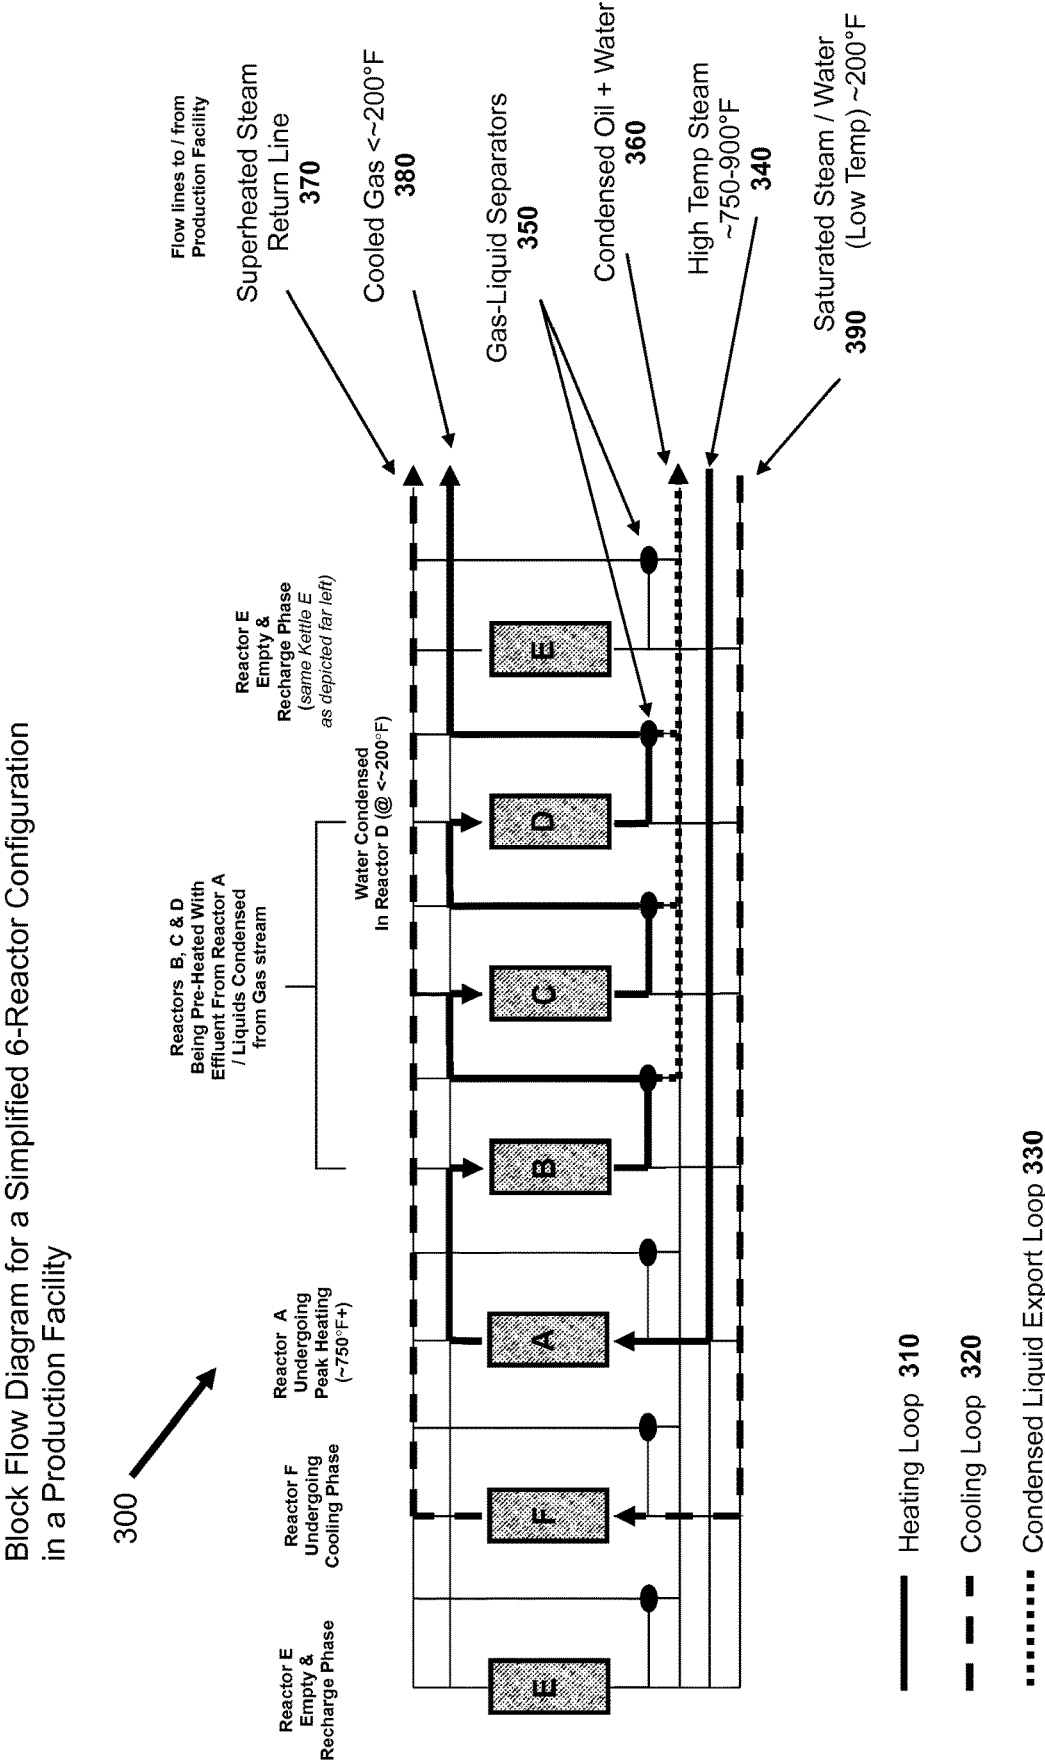 Block Flow Diagram for a Simplified 6-Reactor Configuration
in a Production Facility
300
Flow lines to / from
Production Facility
Superheated Steam
Return Line
370
Cooled Gas <~200°F
380
Gas-Liquid Separators
350
Condensed Oil + Water
360
High Temp Steam
~750-900°F
340
Saturated Steam / Water
390 (Low Temp) ~200°F
Reactor E
Empty &
Recharge Phase
Reactor F
Undergoing
Cooling Phase
Reactor A
Undergoing
Peak Heating
(~750°F+)
Reactors B, C & D
Being Pre-Heated With
Effluent From Reactor A
/ Liquids Condensed
from Gas stream
Water Condensed
In Reactor D (@ <~200°F)
Reactor E
Empty &
Recharge Phase
(same Kettle E
as depicted far left)
E
F
A
B
C
D
E
Heating Loop 310
Cooling Loop 320
Condensed Liquid Export Loop 330